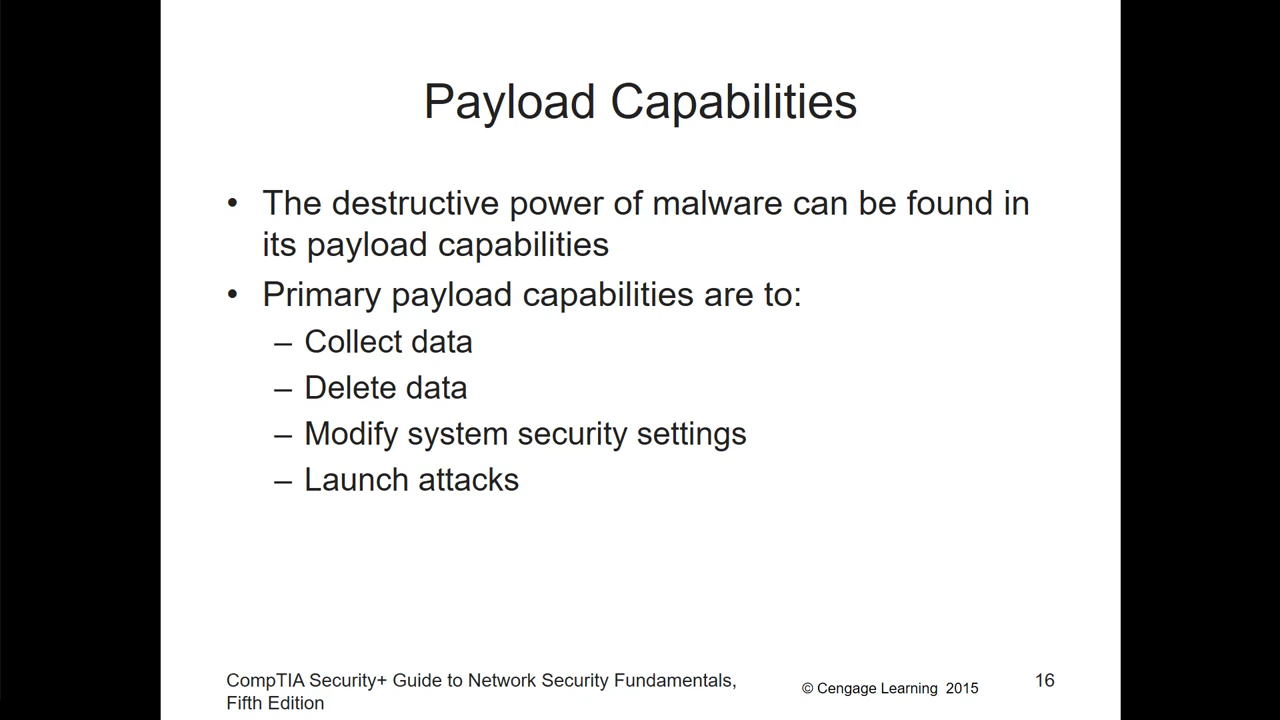 Payload Capabilities
• The destructive power of malware can be found in
its payload capabilities
• Primary payload capabilities are to:
– Collect data
– Delete data
– Modify system security settings
– Launch attacks
CompTIA Security+ Guide to Network Security Fundamentals,
Fifth Edition
© Cengage Learning 2015
16